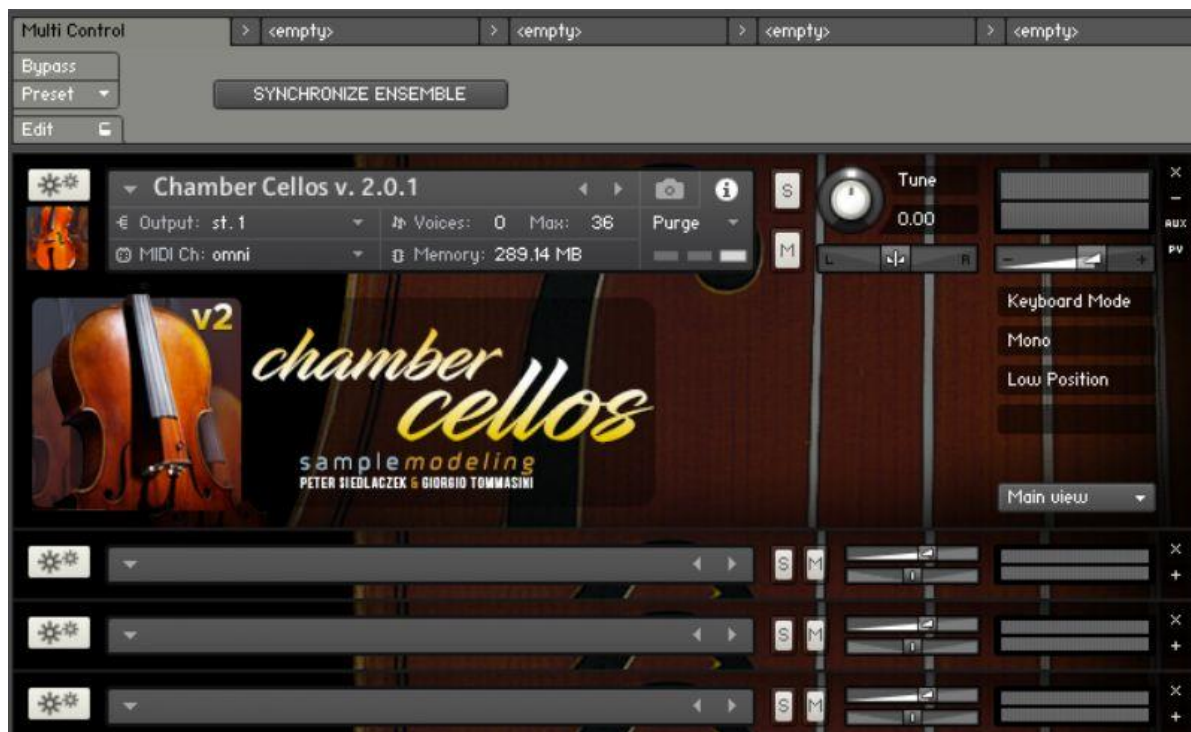 Multi Control > <empty> > <empty> > <empty> > <empty>
Bypass
Preset
SYNCHRONIZE ENSEMBLE
Edit
Chamber Cellos v. 2.0.1
i
S
Tune
×
−
Output: st. 1
Voices: 0 Max: 36
Purge
0.00
AUX
MIDI Ch: omni
Memory: 289.14 MB
M
L
R
− +
PV
v2
chamber
cellos
samplemodeling
PETER SIEDLACZEK & GIORGIO TOMMASINI
Keyboard Mode
Mono
Low Position
Main view
S M
×
+
S M
×
+
S M
×
+